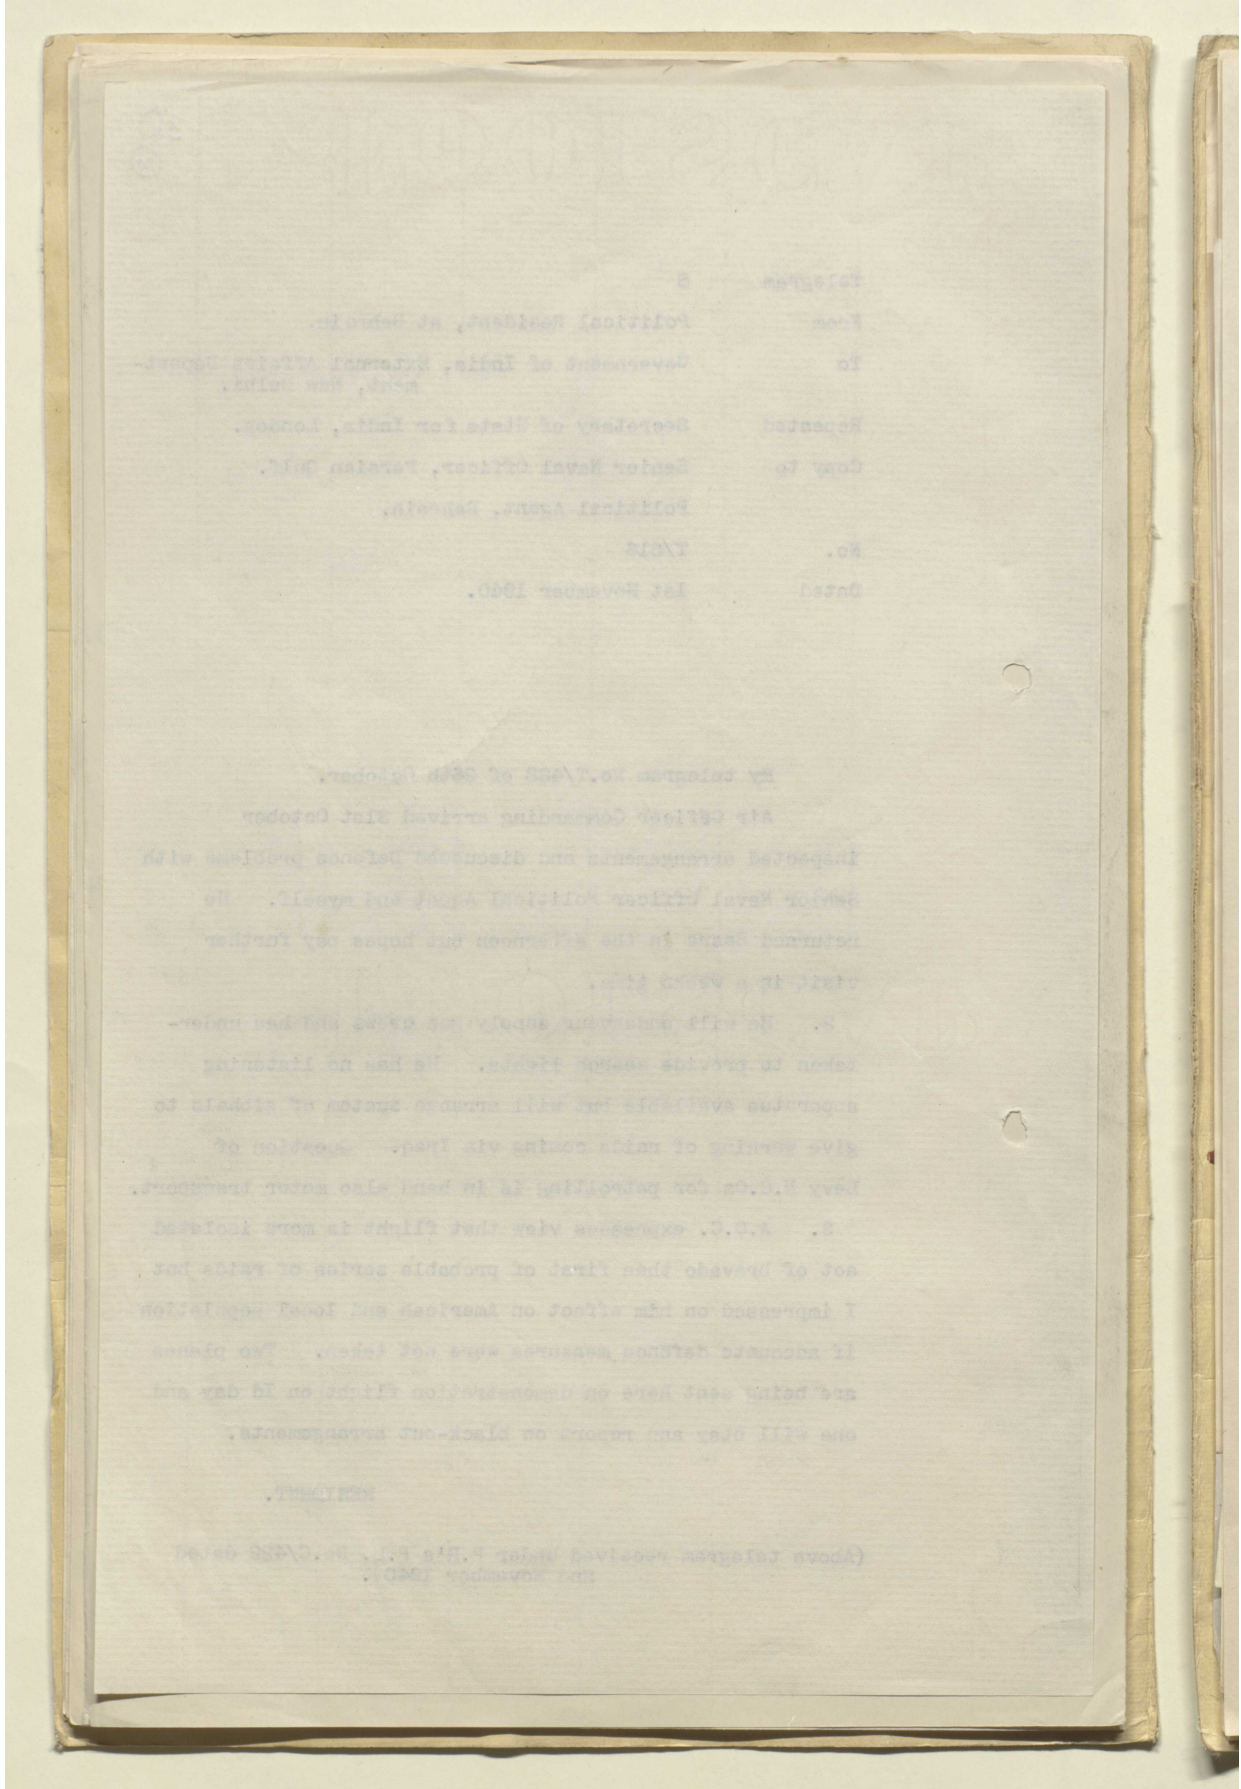 Telegram S
From Political Resident, at Bahrein.
To Government of India, External Affairs Depart-
ment, New Delhi.
Repeated Secretary of State for India, London.
Copy to Senior Naval Officer, Persian Gulf.
Political Agent, Bahrein.
No.
Dated 1st November 1940.
My telegram of 26th October.
Air Officer Commanding arrived 31st October
inspected arrangements and discussed Defence problems with
Senior Naval Officer Political Agent and myself. He
returned in the afternoon but hopes pay further
visit in a weeks time.
2. He will endeavour supply gun crews and has under-
taken to provide search lights. He has no listening
apparatus available but will arrange system of signals to
give warning of raids coming via Iraq. Question of
Levy N.C.Os for patrolling is in hand also motor transport.
3. A.O.C. expresses view that flight is more isolated
act of bravado than first of probable series of raids but
I impressed on him effect on American and local population
if adequate defence measures were not taken. Two planes
are being sent here on demonstration flight on Id day and
one will stay and report on black-out arrangements.
RESIDENT.
(Above telegram received under P.R's P.L. No.C/428 dated
2nd November 1940).